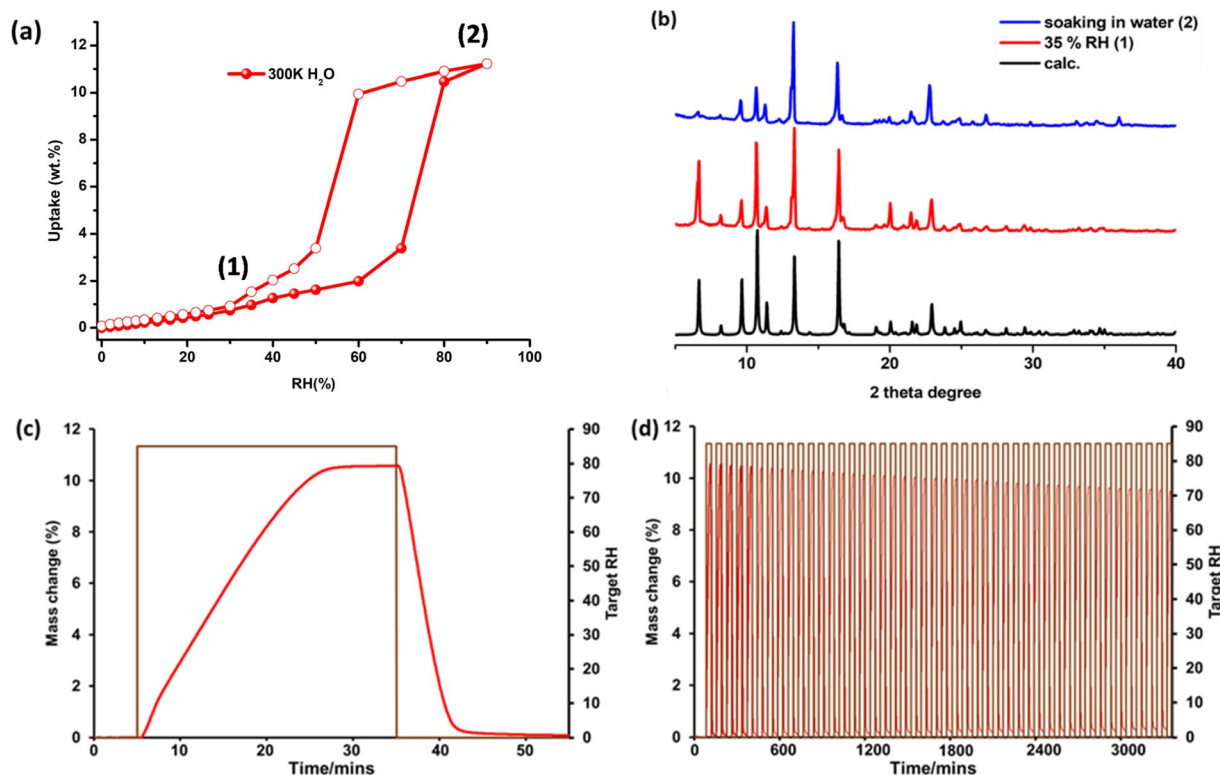 (a)
(2)
300K H₂O
(1)
Uptake (wt.%)
12
11
10
8
6
4
2
0
0 20 40 60 80 100
RH(%)
(b)
soaking in water (2)
35 % RH (1)
calc.
10 20 30 40
2 theta degree
(c)
Mass change (%)
12
10
8
6
4
2
0
0 10 20 30 40 50
Time/mins
90
80
70
60
50
40
30
20
10
0
Target RH
(d)
Mass change (%)
12
10
8
6
4
2
0
0 600 1200 1800 2400 3000
Time/mins
90
80
70
60
50
40
30
20
10
0
Target RH